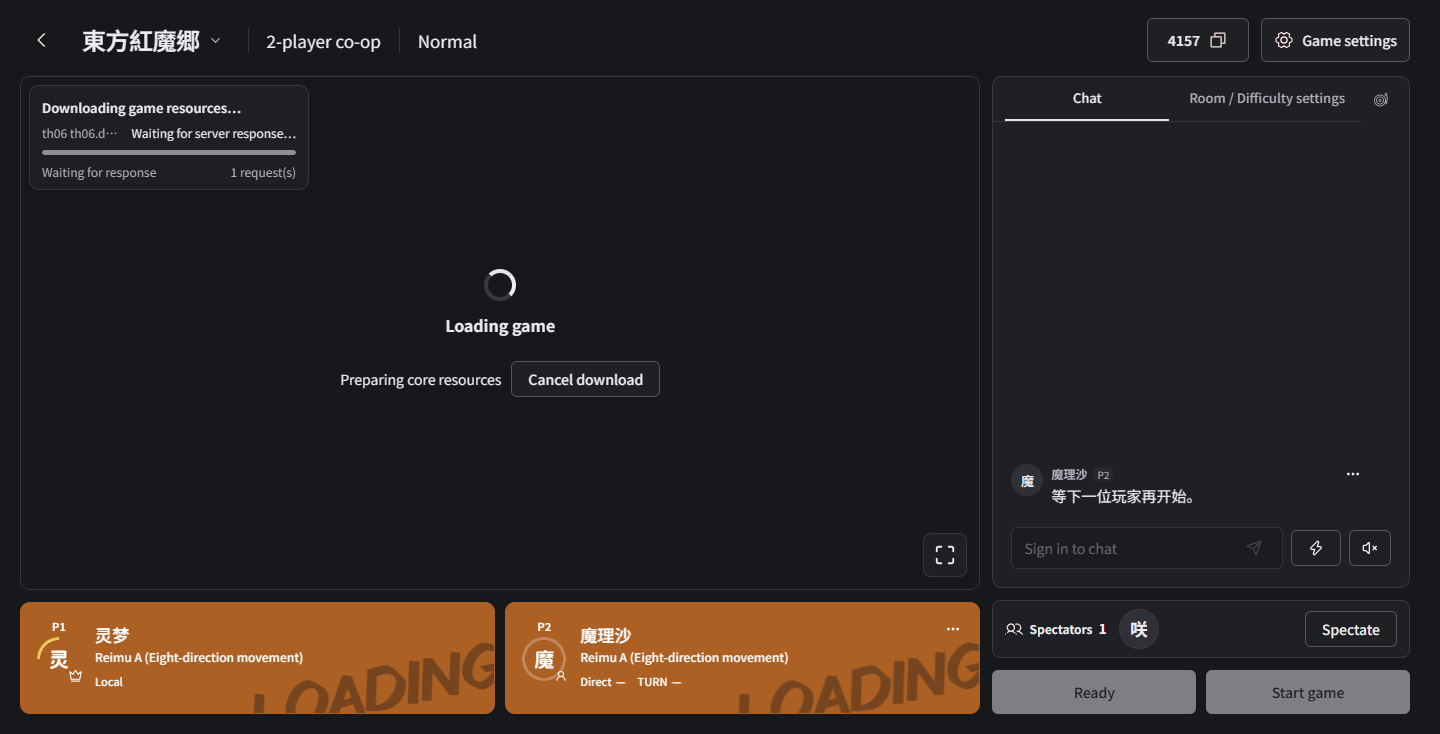 東方紅魔郷
2-player co-op
Normal
4157
Game settings
Downloading game resources...
th06 th06.d··· Waiting for server response...
Waiting for response 1 request(s)
Loading game
Preparing core resources
Cancel download
Chat
Room / Difficulty settings
魔
魔理沙 P2
等下一位玩家再开始。
Sign in to chat
P1
灵
灵梦
Reimu A (Eight-direction movement)
Local
LOADING
P2
魔
魔理沙
Reimu A (Eight-direction movement)
Direct — TURN —
LOADING
Spectators 1
咲
Spectate
Ready
Start game